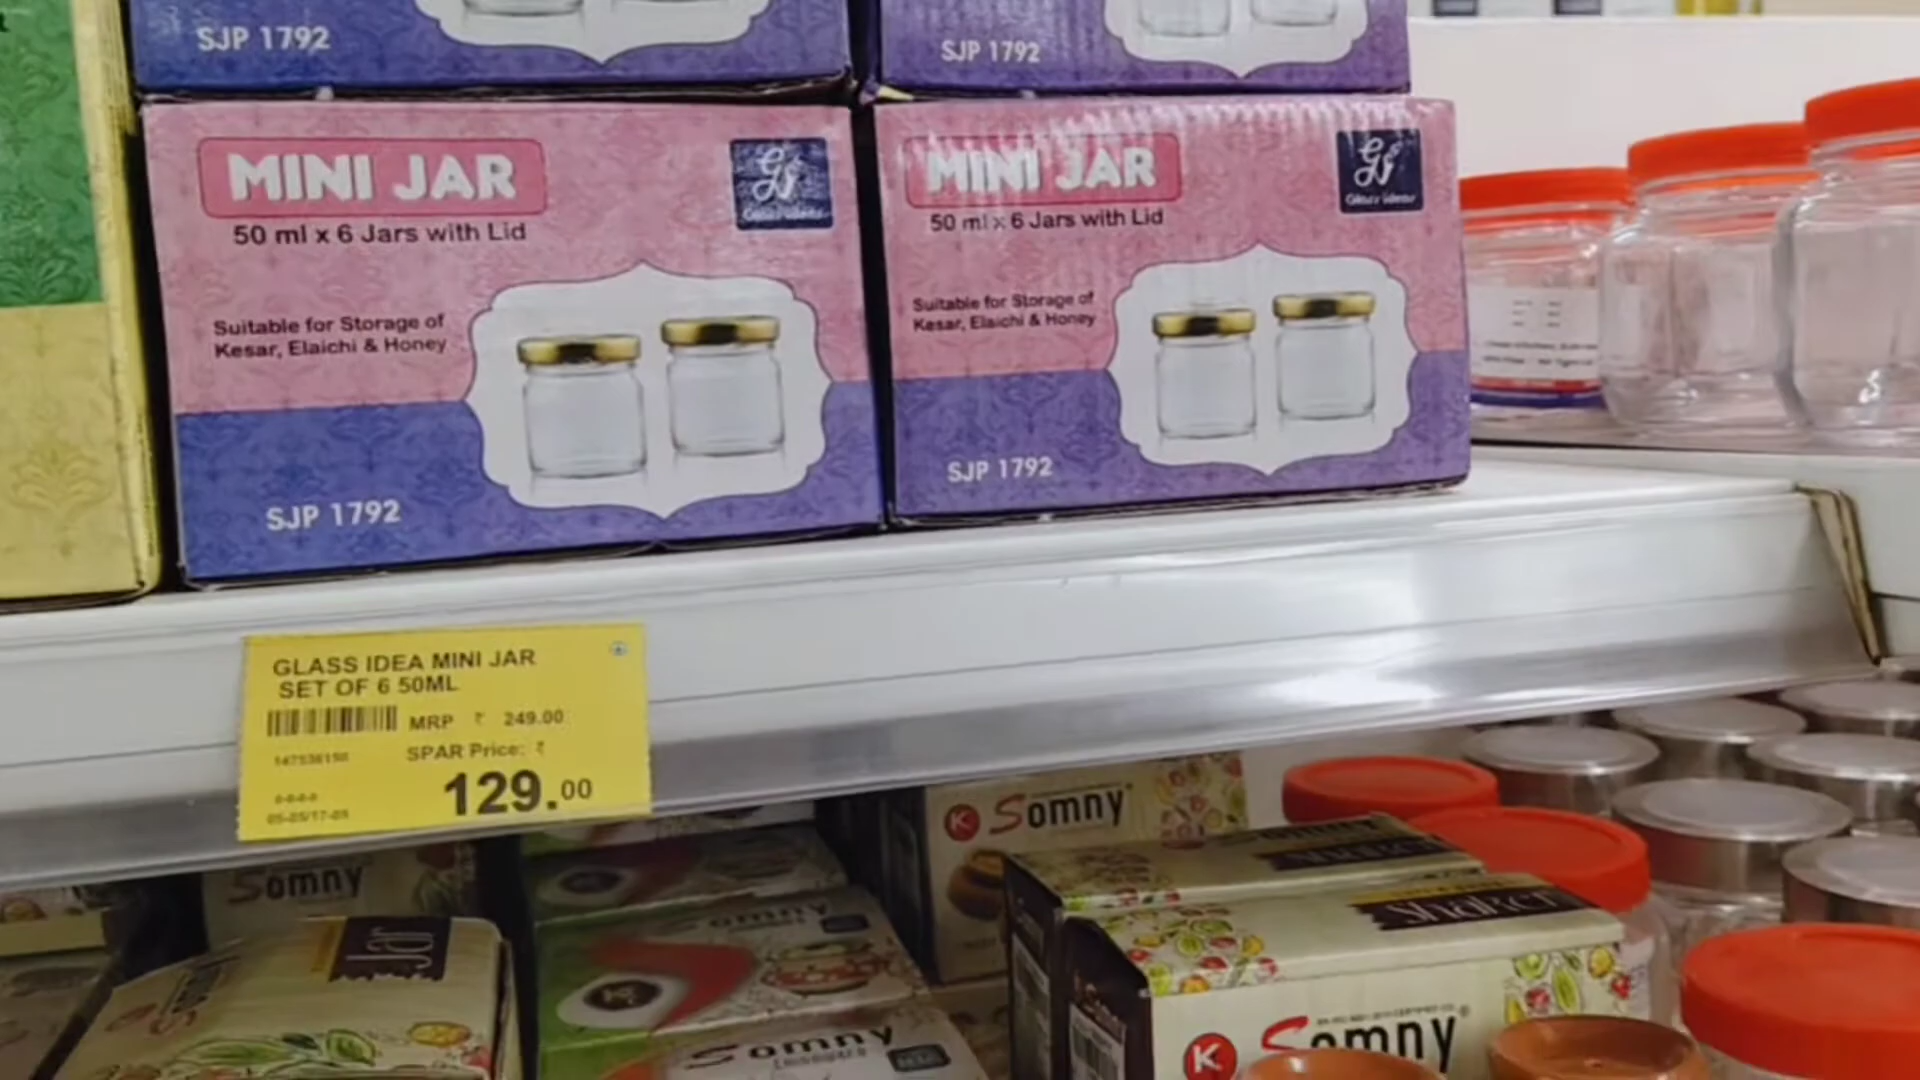 SJP 1792
SJP 1792
MINI JAR
50 ml x 6 Jars with Lid
Suitable for Storage of
Kesar, Elaichi & Honey
SJP 1792
MINI JAR
50 ml x 6 Jars with Lid
Suitable for Storage of
Kesar, Elaichi & Honey
SJP 1792
GLASS IDEA MINI JAR
SET OF 6 50ML
MRP ₹ 249.00
SPAR Price: ₹
129.00
K Somny
Somny
Jar
Shaker
Somny
K Somny